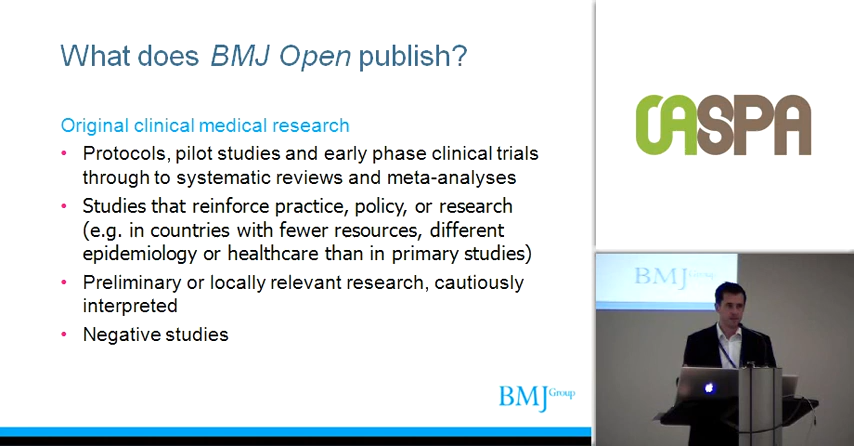 What does BMJ Open publish?
Original clinical medical research
• Protocols, pilot studies and early phase clinical trials
through to systematic reviews and meta-analyses
• Studies that reinforce practice, policy, or research
(e.g. in countries with fewer resources, different
epidemiology or healthcare than in primary studies)
• Preliminary or locally relevant research, cautiously
interpreted
• Negative studies
BMJ Group
OASPA
BMJ Group